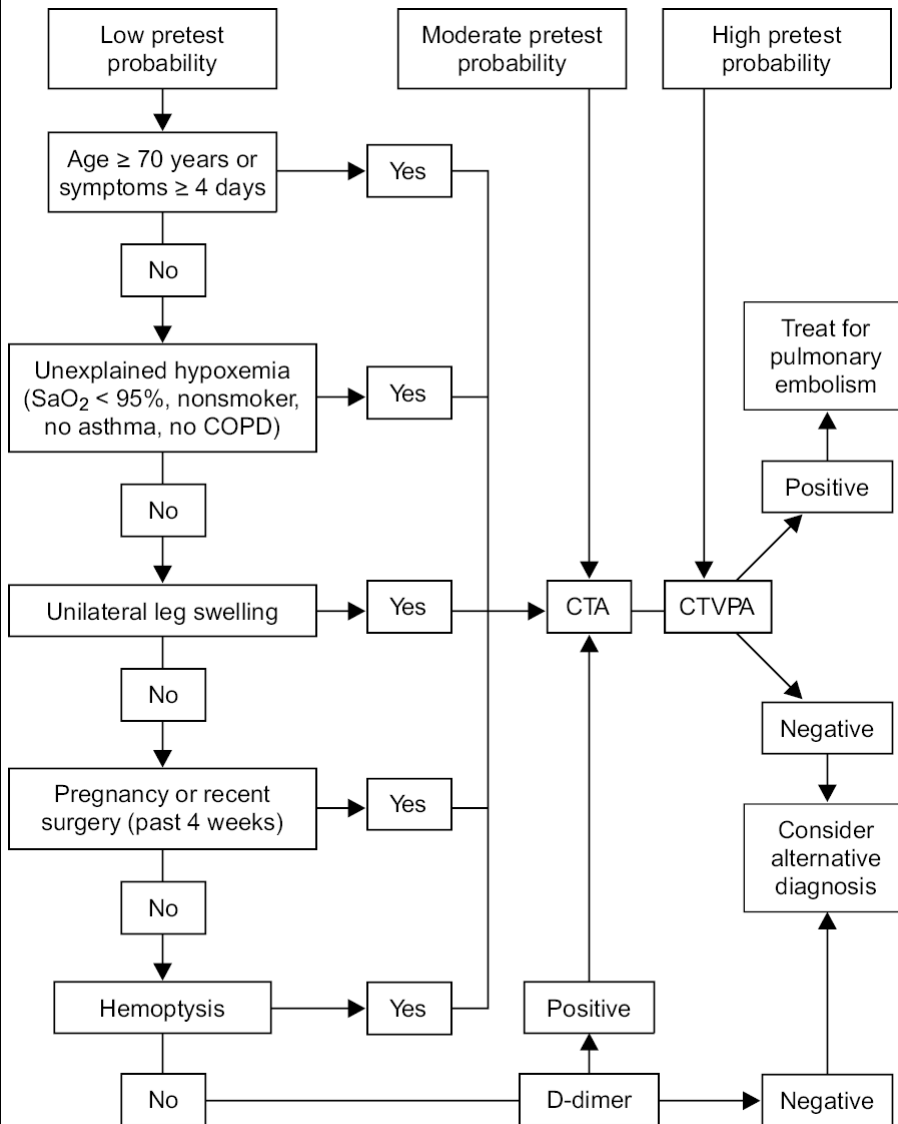 Low pretest
probability
Moderate pretest
probability
High pretest
probability
Age ≥ 70 years or
symptoms ≥ 4 days
Yes
No
Treat for
pulmonary
embolism
Unexplained hypoxemia
(SaO₂ < 95%, nonsmoker,
no asthma, no COPD)
Yes
Positive
No
Unilateral leg swelling
Yes
CTA
CTVPA
No
Negative
Pregnancy or recent
surgery (past 4 weeks)
Yes
Consider
alternative
diagnosis
No
Hemoptysis
Yes
Positive
No
D-dimer
Negative